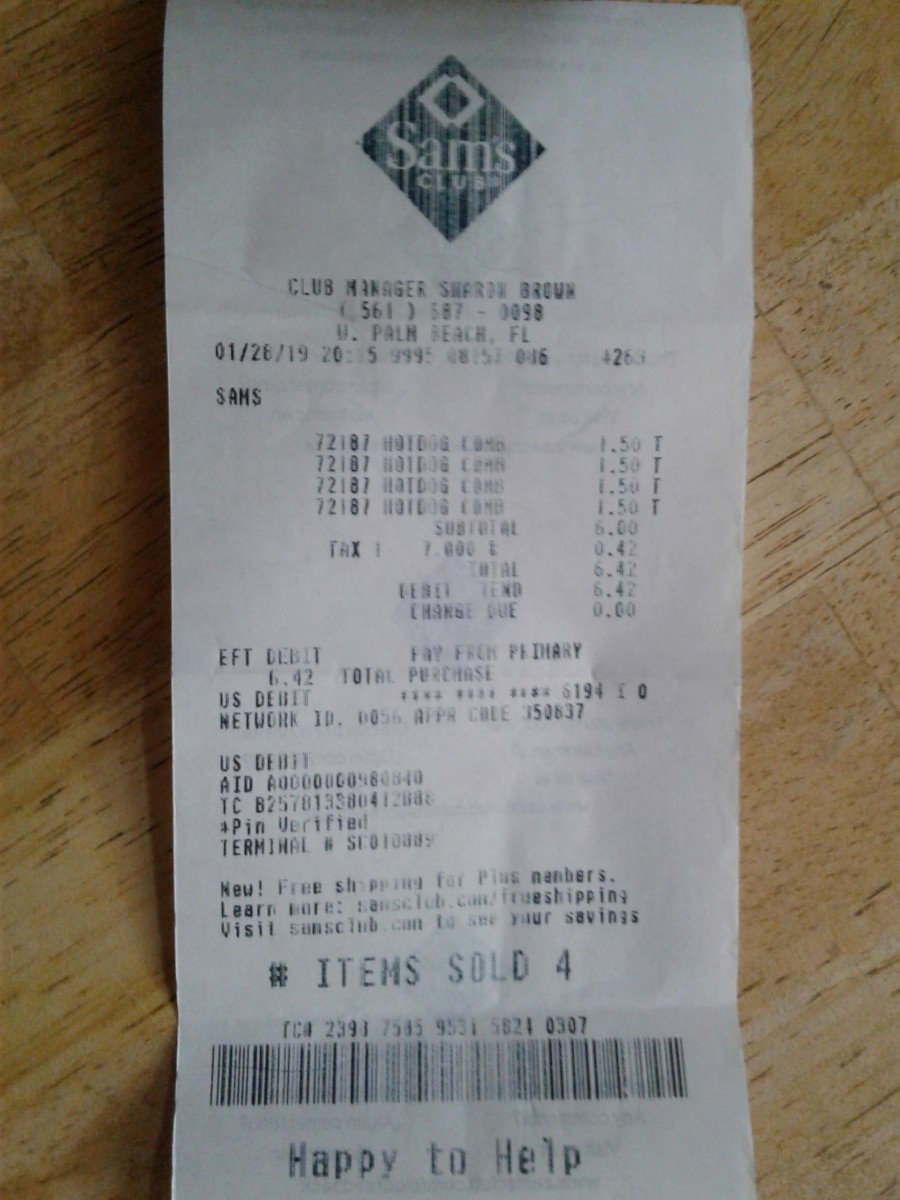 Sam's
CLUB
CLUB MANAGER SHARON BROWN
( 561 ) 687 - 0098
W. PALM BEACH, FL
01/28/19 20:15 9995 48157 046 4263
SAMS
72187 HOTDOG COMB 1.50 T
72187 HOTDOG COMB 1.50 T
72187 HOTDOG COMB 1.50 T
72187 HOTDOG COMB 1.50 T
SUBTOTAL 6.00
TAX 1 7.000 % 0.42
TOTAL 6.42
DEBIT TEND 6.42
CHANGE DUE 0.00
EFT DEBIT PAY FROM PRIMARY
6.42 TOTAL PURCHASE
US DEBIT **** **** **** 6194 I 0
NETWORK ID. 0056 APPR CODE 350837
US DEBIT
AID A0000000980840
TC
*Pin Verified
TERMINAL # SC010889
New! Free shipping for Plus members.
Learn more: samsclub.com/freeshipping
Visit samsclub.com to see your savings
# ITEMS SOLD 4
TC# 2393 7585 9531 5824 0307
Happy to Help